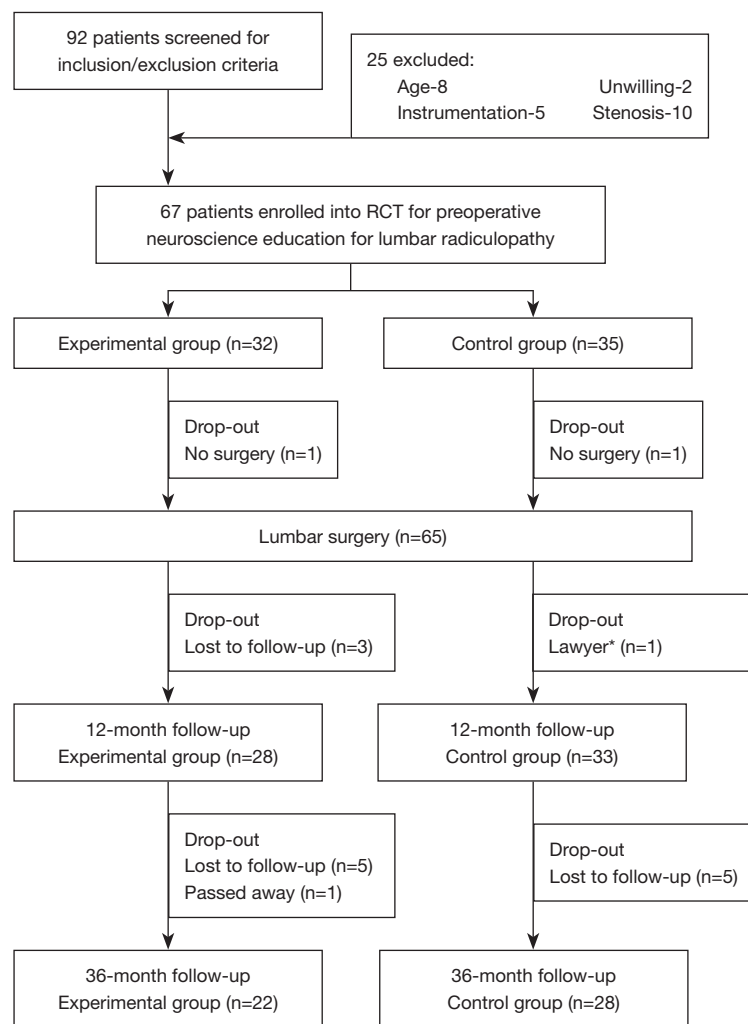 92 patients screened for
inclusion/exclusion criteria
25 excluded:
Age-8 Unwilling-2
Instrumentation-5 Stenosis-10
67 patients enrolled into RCT for preoperative
neuroscience education for lumbar radiculopathy
Experimental group (n=32)
Control group (n=35)
Drop-out
No surgery (n=1)
Drop-out
No surgery (n=1)
Lumbar surgery (n=65)
Drop-out
Lost to follow-up (n=3)
Drop-out
Lawyer* (n=1)
12-month follow-up
Experimental group (n=28)
12-month follow-up
Control group (n=33)
Drop-out
Lost to follow-up (n=5)
Passed away (n=1)
Drop-out
Lost to follow-up (n=5)
36-month follow-up
Experimental group (n=22)
36-month follow-up
Control group (n=28)